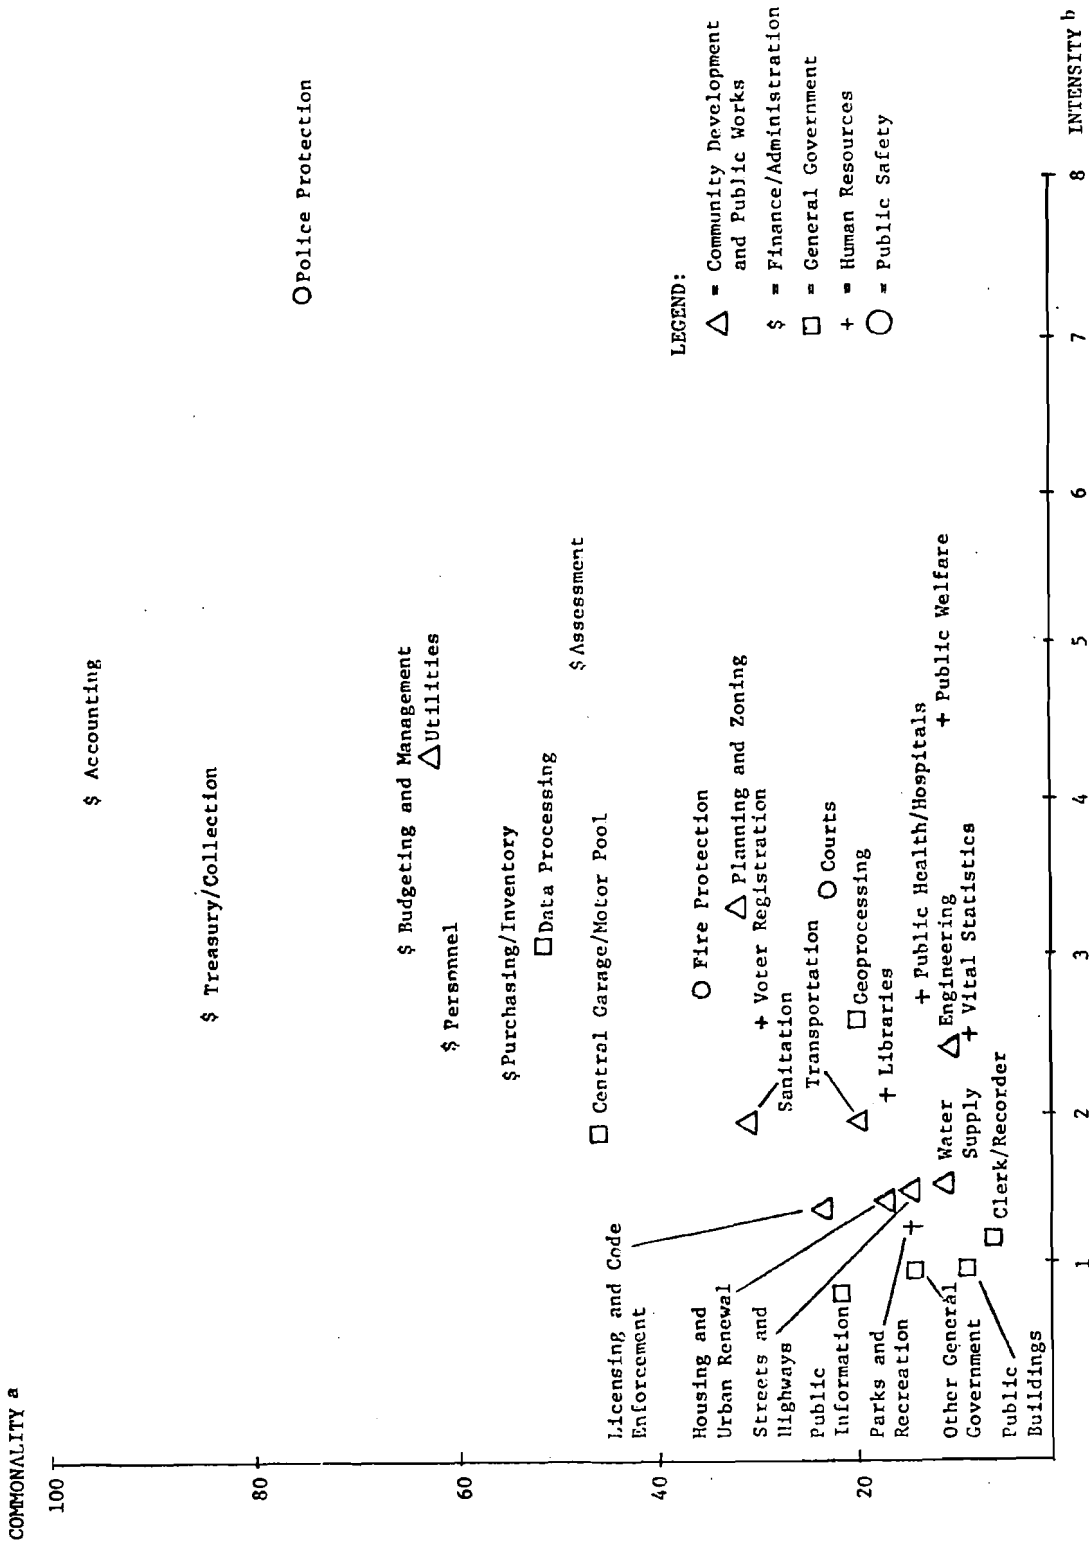 COMMONALITY a
100
80
60
40
20
$ Accounting
$ Treasury/Collection
O Police Protection
$ Budgeting and Management
△ Utilities
$ Personnel
$ Purchasing/Inventory
□ Data Processing
$ Assessment
□ Central Garage/Motor Pool
Licensing and Code
Enforcement
O Fire Protection
△ Planning and Zoning
+ Voter Registration
Sanitation
Transportation
O Courts
□ Geoprocessing
+ Libraries
+ Public Health/Hospitals
△ Engineering
+ Vital Statistics
+ Public Welfare
Housing and
Urban Renewal
Streets and
Highways
Public
Information □
Parks and
Recreation
Other General
Government
Public
Buildings
△ Water
Supply
□ Clerk/Recorder
LEGEND:
△ = Community Development
and Public Works
$ = Finance/Administration
□ = General Government
+ = Human Resources
O = Public Safety
1
2
3
4
5
6
7
8
INTENSITY b